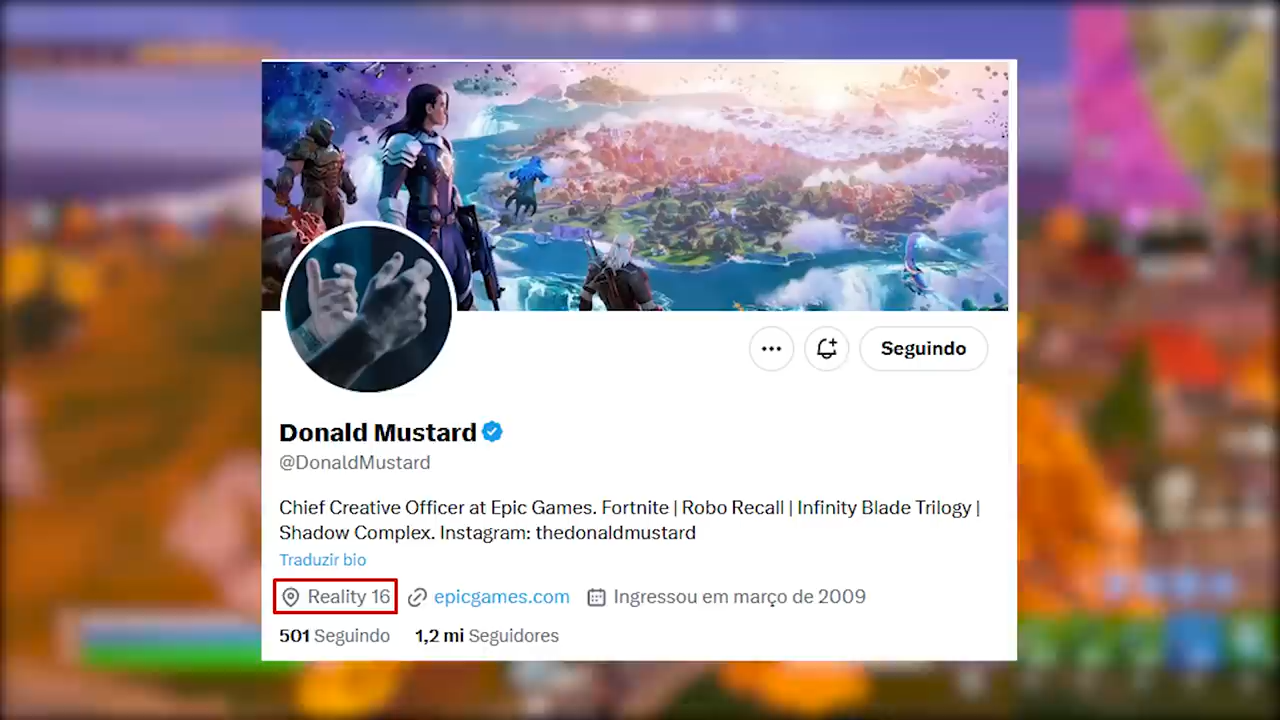 Seguindo
Donald Mustard
@DonaldMustard
Chief Creative Officer at Epic Games. Fortnite | Robo Recall | Infinity Blade Trilogy |
Shadow Complex. Instagram: thedonaldmustard
Traduzir bio
Reality 16 epicgames.com Ingressou em março de 2009
501 Seguindo 1,2 mi Seguidores